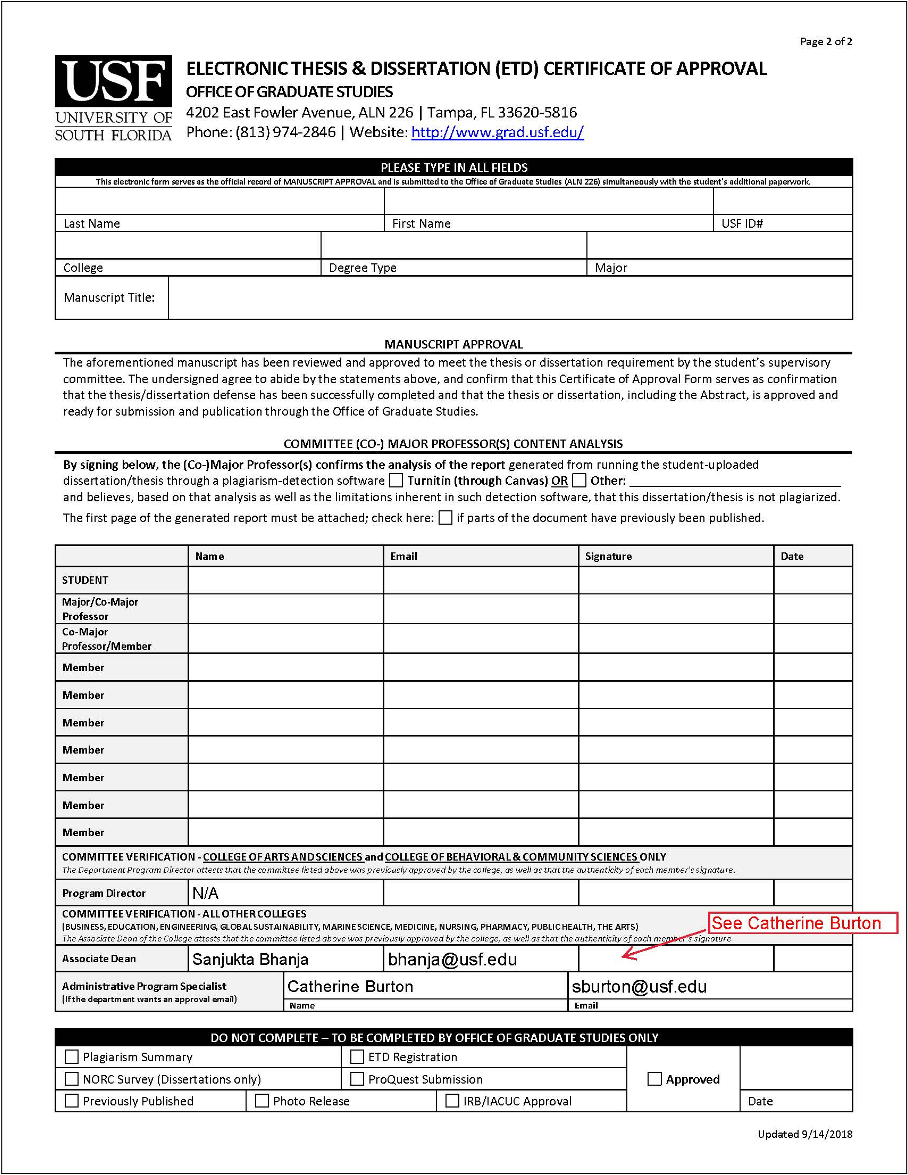 Page 2 of 2
USF
UNIVERSITY OF
SOUTH FLORIDA
ELECTRONIC THESIS & DISSERTATION (ETD) CERTIFICATE OF APPROVAL
OFFICE OF GRADUATE STUDIES
4202 East Fowler Avenue, ALN 226 | Tampa, FL 33620-5816
Phone: (813) 974-2846 | Website: http://www.grad.usf.edu/
PLEASE TYPE IN ALL FIELDS
This electronic form serves as the official record of MANUSCRIPT APPROVAL and is submitted to the Office of Graduate Studies (ALN 226) simultaneously with the student's additional paperwork.
Last Name First Name USF ID#
College Degree Type Major
Manuscript Title:
MANUSCRIPT APPROVAL
The aforementioned manuscript has been reviewed and approved to meet the thesis or dissertation requirement by the student's supervisory
committee. The undersigned agree to abide by the statements above, and confirm that this Certificate of Approval Form serves as confirmation
that the thesis/dissertation defense has been successfully completed and that the thesis or dissertation, including the Abstract, is approved and
ready for submission and publication through the Office of Graduate Studies.
COMMITTEE (CO-) MAJOR PROFESSOR(S) CONTENT ANALYSIS
By signing below, the (Co-)Major Professor(s) confirms the analysis of the report generated from running the student-uploaded
dissertation/thesis through a plagiarism-detection software Turnitin (through Canvas) OR Other:
and believes, based on that analysis as well as the limitations inherent in such detection software, that this dissertation/thesis is not plagiarized.
The first page of the generated report must be attached; check here: if parts of the document have previously been published.
Name Email Signature Date
STUDENT
Major/Co-Major
Professor
Co-Major
Professor/Member
Member
Member
Member
Member
Member
Member
Member
COMMITTEE VERIFICATION - COLLEGE OF ARTS AND SCIENCES and COLLEGE OF BEHAVIORAL & COMMUNITY SCIENCES ONLY
The Department Program Director attests that the committee listed above was previously approved by the college, as well as that the authenticity of each member's signature.
Program Director N/A
COMMITTEE VERIFICATION - ALL OTHER COLLEGES
(BUSINESS, EDUCATION, ENGINEERING, GLOBAL SUSTAINABILITY, MARINE SCIENCE, MEDICINE, NURSING, PHARMACY, PUBLIC HEALTH, THE ARTS)
See Catherine Burton
The Associate Dean of the College attests that the committee listed above was previously approved by the college, as well as that the authenticity of each member's signature
Associate Dean Sanjukta Bhanja bhanja@usf.edu
Administrative Program Specialist Catherine Burton sburton@usf.edu
(If the department wants an approval email) Name Email
DO NOT COMPLETE – TO BE COMPLETED BY OFFICE OF GRADUATE STUDIES ONLY
Plagiarism Summary ETD Registration
NORC Survey (Dissertations only) ProQuest Submission Approved
Previously Published Photo Release IRB/IACUC Approval Date
Updated 9/14/2018